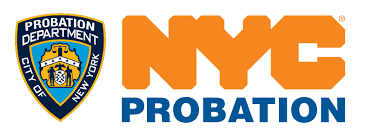 PROBATION
DEPARTMENT
CITY OF
NEW YORK
NYC®
PROBATION